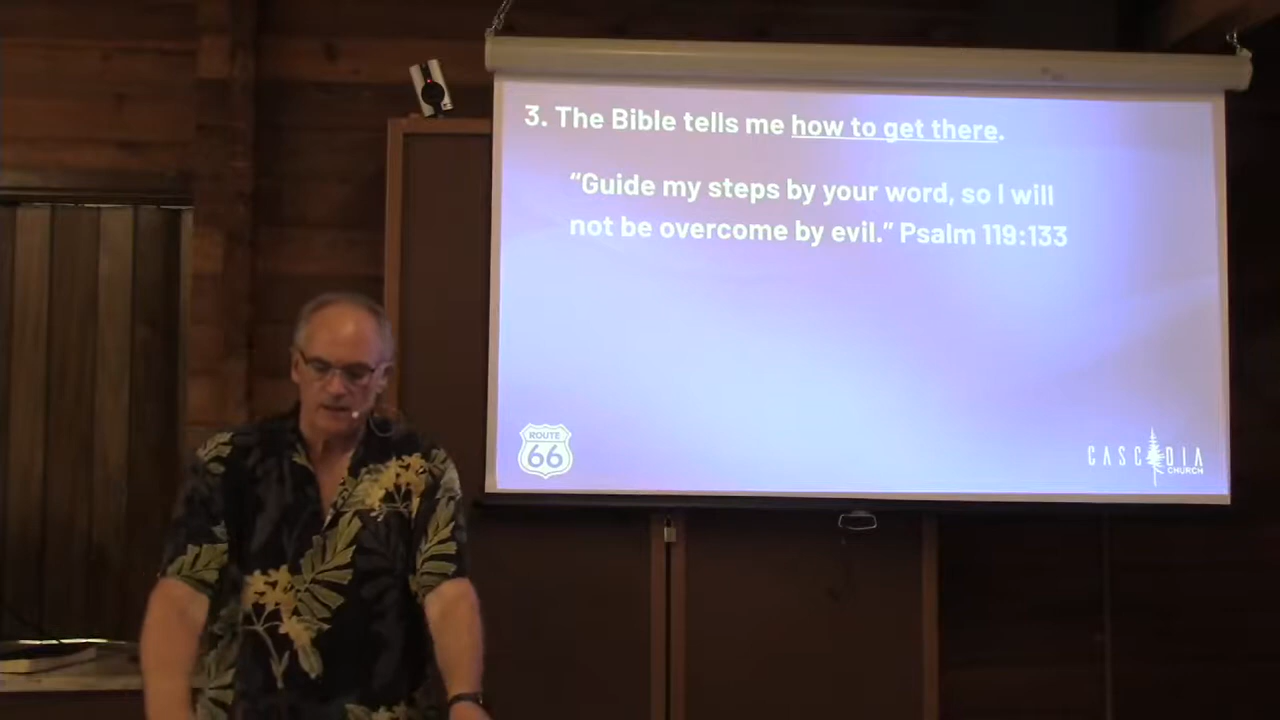 3. The Bible tells me how to get there.
“Guide my steps by your word, so I will
not be overcome by evil.” Psalm 119:133
ROUTE
66
CASCADIA
CHURCH